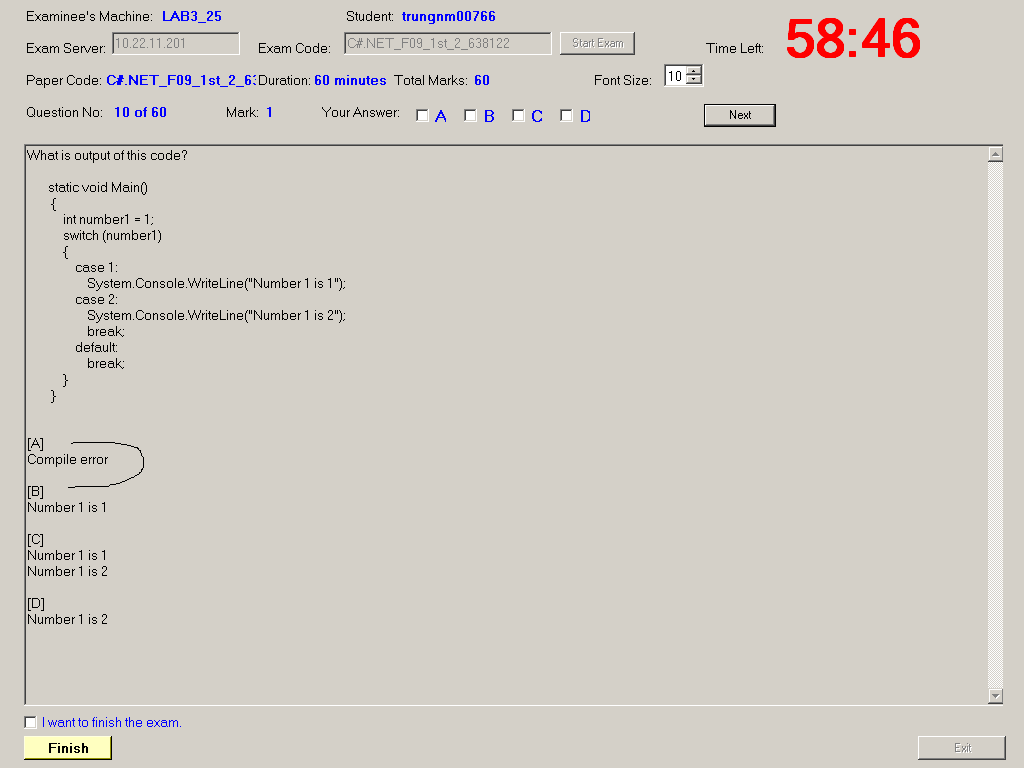 Examinee's Machine: LAB3_25 Student: trungnm00766
58:46
Exam Server: 10.22.11.201 Exam Code: C#.NET_F09_1st_2_638122 Start Exam Time Left:
Paper Code: C#.NET_F09_1st_2_63 Duration: 60 minutes Total Marks: 60 Font Size: 10
Question No: 10 of 60 Mark: 1 Your Answer: A B C D Next
What is output of this code?
static void Main()
{
int number1 = 1;
switch (number1)
{
case 1:
System.Console.WriteLine("Number 1 is 1");
case 2:
System.Console.WriteLine("Number 1 is 2");
break;
default:
break;
}
}
[A]
Compile error
[B]
Number 1 is 1
[C]
Number 1 is 1
Number 1 is 2
[D]
Number 1 is 2
I want to finish the exam.
Finish Exit